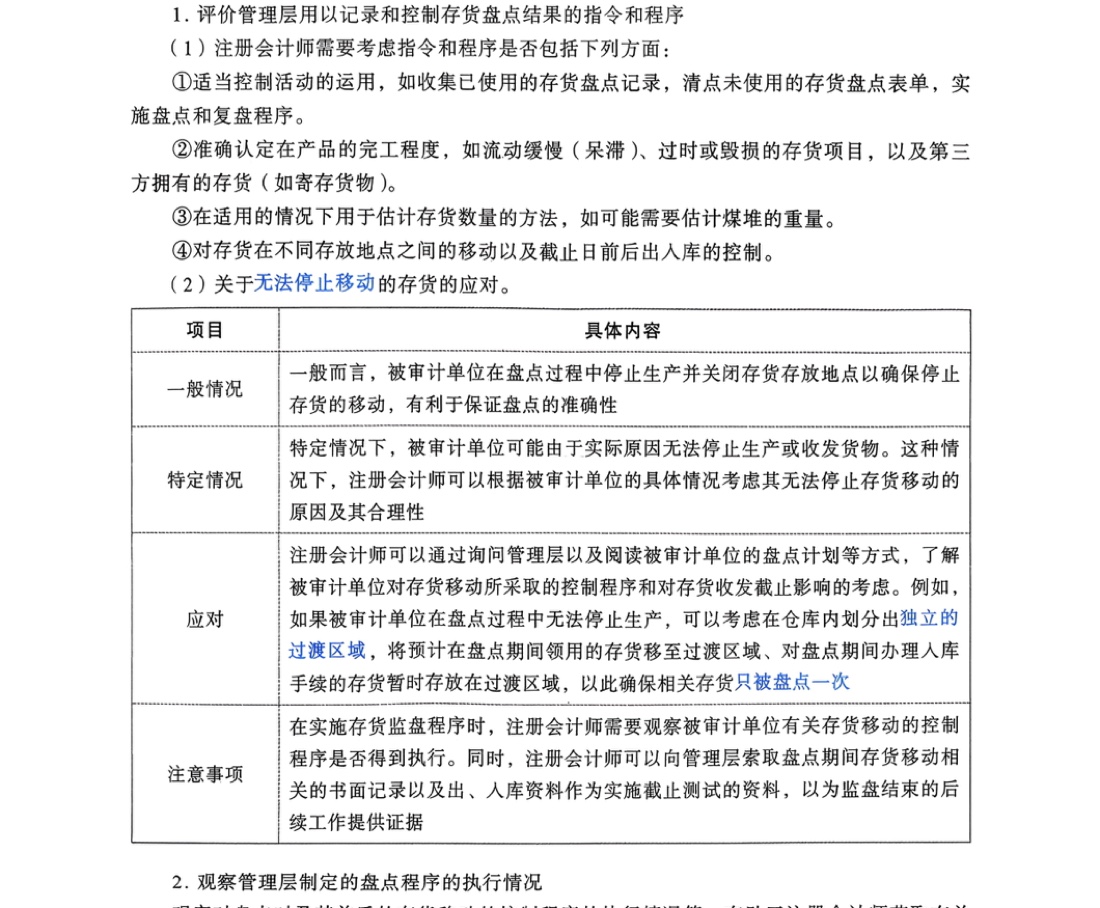 1. 评价管理层用以记录和控制存货盘点结果的指令和程序
（1）注册会计师需要考虑指令和程序是否包括下列方面：
①适当控制活动的运用，如收集已使用的存货盘点记录，清点未使用的存货盘点表单，实
施盘点和复盘程序。
②准确认定在产品的完工程度，如流动缓慢（呆滞）、过时或毁损的存货项目，以及第三
方拥有的存货（如寄存货物）。
③在适用的情况下用于估计存货数量的方法，如可能需要估计煤堆的重量。
④对存货在不同存放地点之间的移动以及截止日前后出入库的控制。
（2）关于无法停止移动的存货的应对。
项目
具体内容
一般情况
一般而言，被审计单位在盘点过程中停止生产并关闭存货存放地点以确保停止
存货的移动，有利于保证盘点的准确性
特定情况
特定情况下，被审计单位可能由于实际原因无法停止生产或收发货物。这种情
况下，注册会计师可以根据被审计单位的具体情况考虑其无法停止存货移动的
原因及其合理性
应对
注册会计师可以通过询问管理层以及阅读被审计单位的盘点计划等方式，了解
被审计单位对存货移动所采取的控制程序和对存货收发截止影响的考虑。例如，
如果被审计单位在盘点过程中无法停止生产，可以考虑在仓库内划分出独立的
过渡区域，将预计在盘点期间领用的存货移至过渡区域、对盘点期间办理入库
手续的存货暂时存放在过渡区域，以此确保相关存货只被盘点一次
注意事项
在实施存货监盘程序时，注册会计师需要观察被审计单位有关存货移动的控制
程序是否得到执行。同时，注册会计师可以向管理层索取盘点期间存货移动相
关的书面记录以及出、入库资料作为实施截止测试的资料，以为监盘结束的后
续工作提供证据
2. 观察管理层制定的盘点程序的执行情况